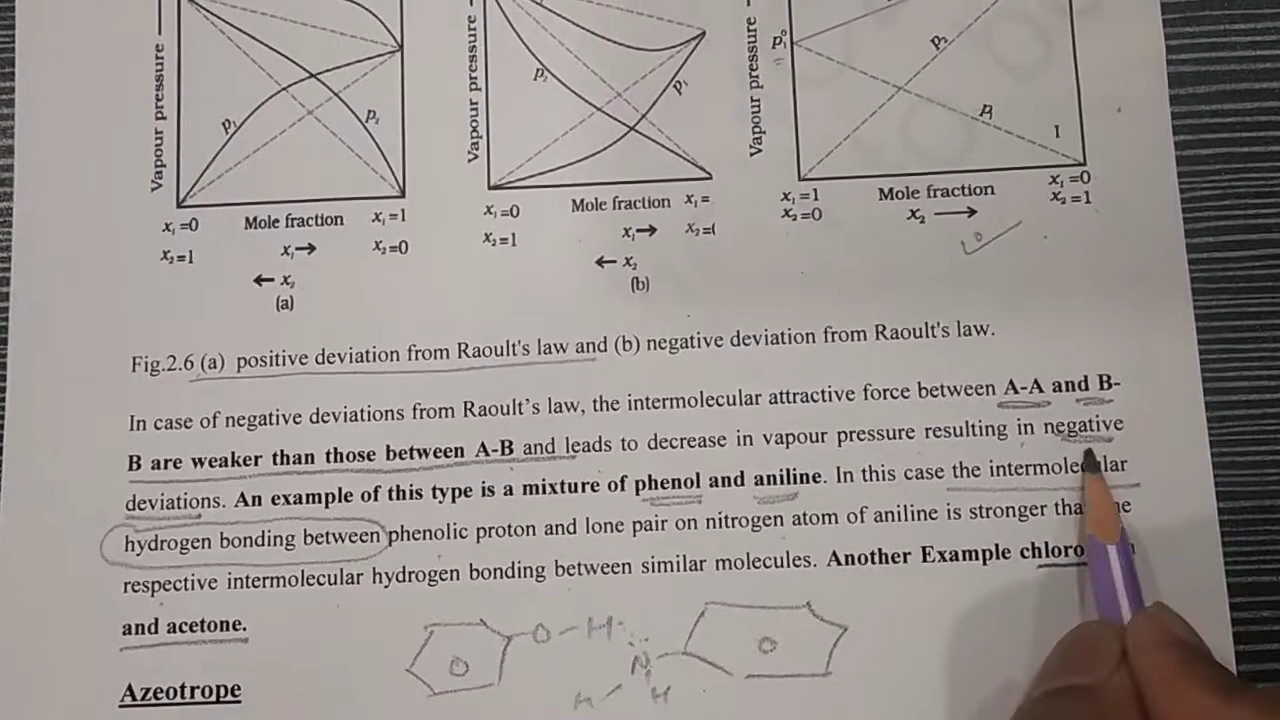 Vapour pressure
p₁
p₂
x₁=0 Mole fraction x₁=1
x₂=1 x₁→ x₂=0
← x₂
(a)
Vapour pressure
p₂
p₁
x₁=0 Mole fraction x₁=
x₂=1 x₁→ x₂=(
← x₂
(b)
Vapour pressure
p₁°
p₂
p₁
I
x₁=1 Mole fraction x₁=0
x₂=0 x₂ → x₂=1
Fig.2.6 (a) positive deviation from Raoult's law and (b) negative deviation from Raoult's law.
In case of negative deviations from Raoult's law, the intermolecular attractive force between A-A and B-
B are weaker than those between A-B and leads to decrease in vapour pressure resulting in negative
deviations. An example of this type is a mixture of phenol and aniline. In this case the intermolecular
hydrogen bonding between phenolic proton and lone pair on nitrogen atom of aniline is stronger than
respective intermolecular hydrogen bonding between similar molecules. Another Example chloro
and acetone.
O-H
N
H H
Azeotrope